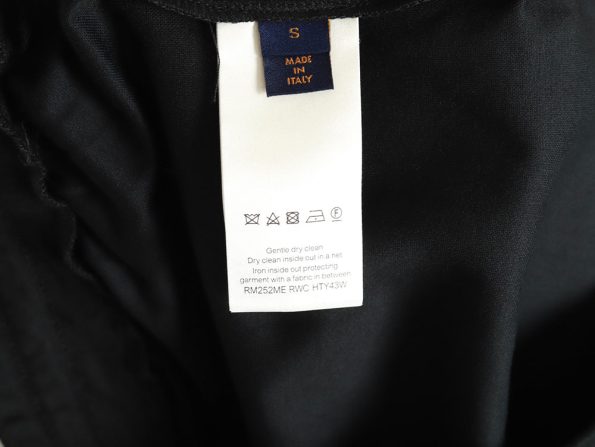 S
MADE
IN
ITALY
F
Gentle dry clean
Dry clean inside out in a net
Iron inside out protecting
garment with a fabric in between
RM252ME RWC HTY43W